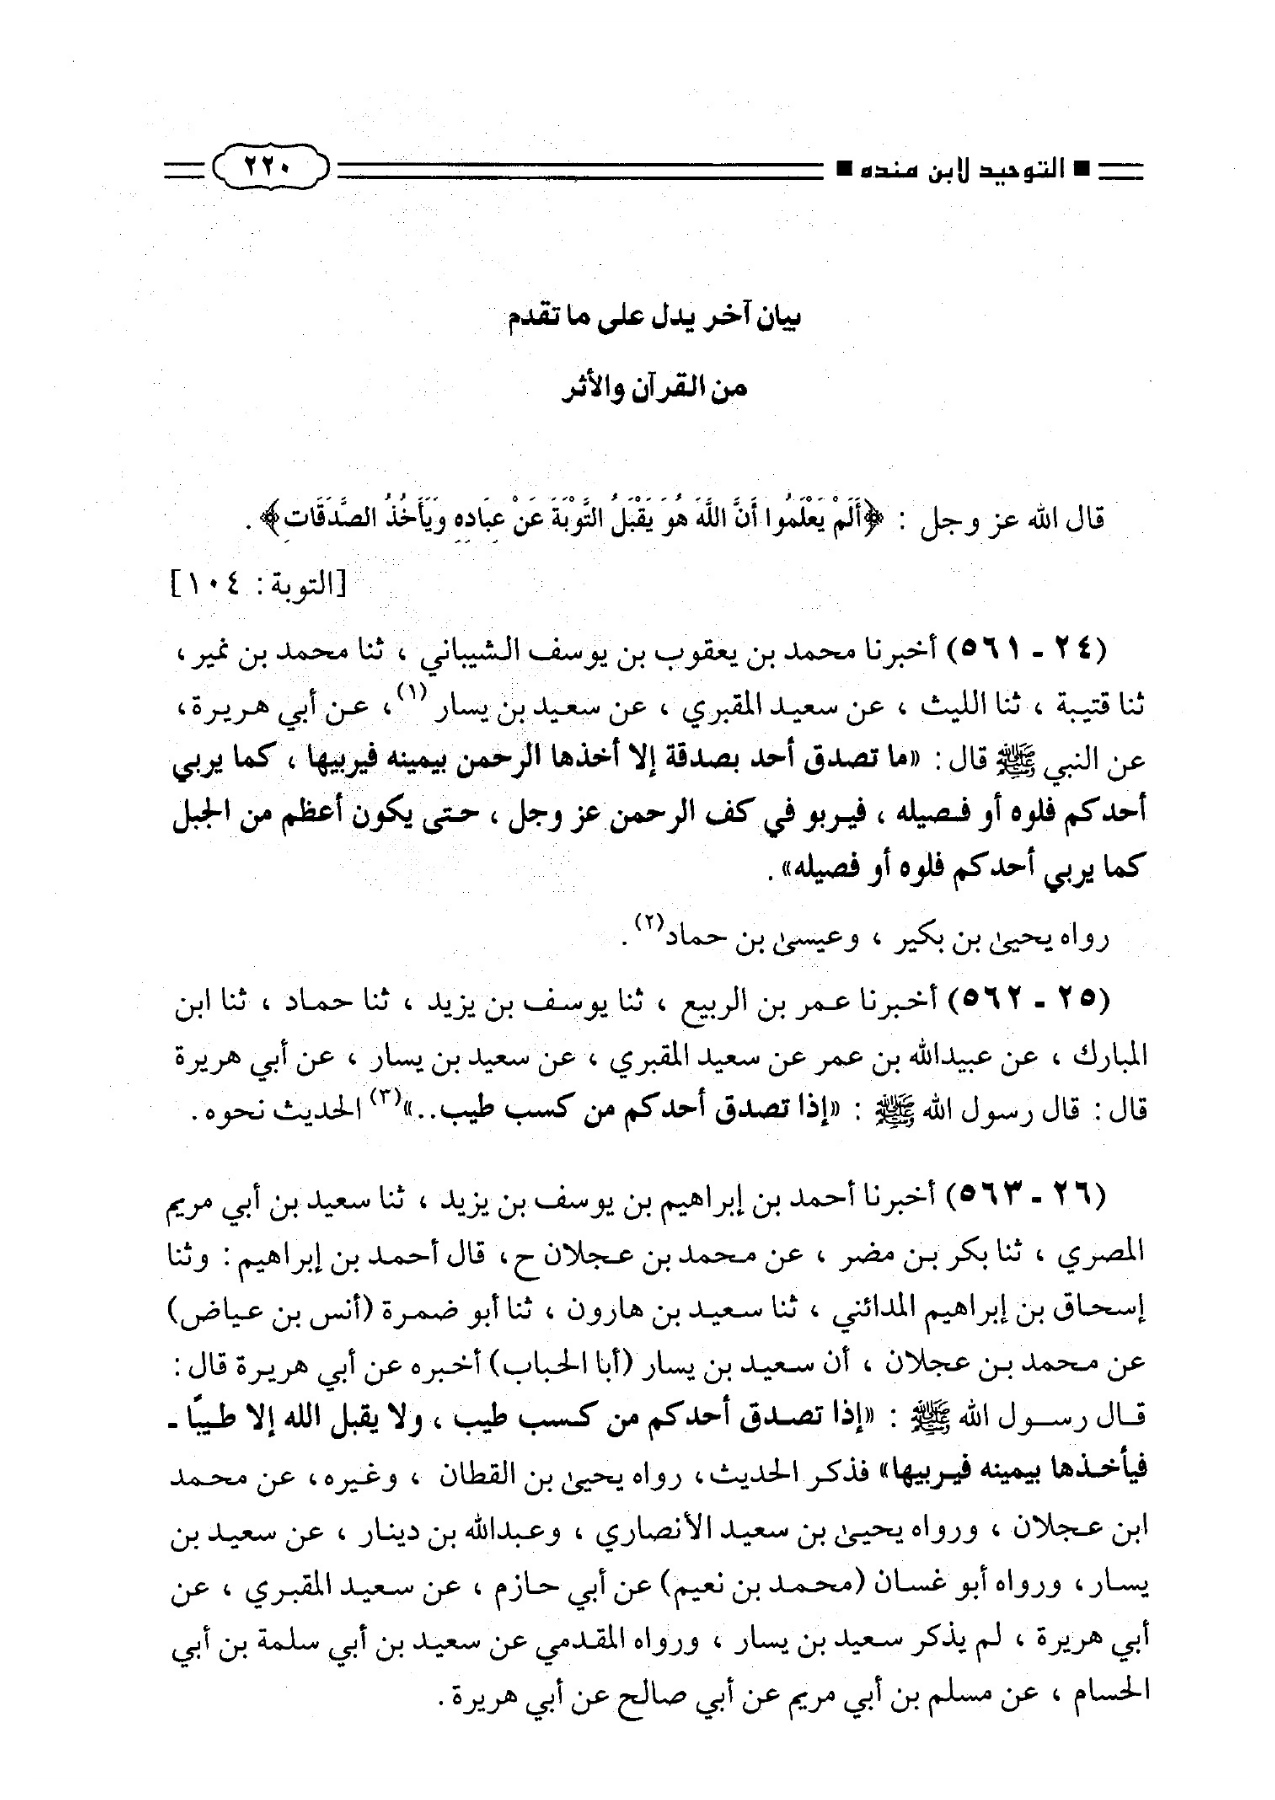 ■ التوحيد لابن منده ■ ٢٢٠
بيان آخر يدل على ما تقدم
من القرآن والأثر
قال الله عز وجل : ﴿أَلَمْ يَعْلَمُوا أَنَّ اللَّهَ هُوَ يَقْبَلُ التَّوْبَةَ عَنْ عِبَادِهِ وَيَأْخُذُ الصَّدَقَاتِ﴾ .
[التوبة: ١٠٤]
(٢٤ - ٥٦١) أخبرنا محمد بن يعقوب بن يوسف الشيباني ، ثنا محمد بن نمير ،
ثنا قتيبة ، ثنا الليث ، عن سعيد المقبري ، عن سعيد بن يسار (١)، عن أبي هريرة،
عن النبي ﷺ قال: «ما تصدق أحد بصدقة إلا أخذها الرحمن بيمينه فيربيها ، كما يربي
أحدكم فلوه أو فصيله ، فيربو في كف الرحمن عز وجل ، حتى يكون أعظم من الجبل
كما يربي أحدكم فلوه أو فصيله» .
رواه يحيىٰ بن بكير ، وعيسىٰ بن حماد(٢).
(٢٥ - ٥٦٢) أخبرنا عمر بن الربيع ، ثنا يوسف بن يزيد ، ثنا حماد ، ثنا ابن
المبارك ، عن عبيدالله بن عمر عن سعيد المقبري ، عن سعيد بن يسار ، عن أبي هريرة
قال: قال رسول الله ﷺ : «إذا تصدق أحدكم من كسب طيب..»(٣) الحديث نحوه.
(٢٦ - ٥٦٣) أخبرنا أحمد بن إبراهيم بن يوسف بن يزيد ، ثنا سعيد بن أبي مريم
المصري ، ثنا بكر بن مضر ، عن محمد بن عجلان ح، قال أحمد بن إبراهيم: وثنا
إسحاق بن إبراهيم المدائني ، ثنا سعيد بن هارون ، ثنا أبو ضمرة (أنس بن عياض)
عن محمد بن عجلان ، أن سعيد بن يسار (أبا الحباب) أخبره عن أبي هريرة قال:
قال رسول الله ﷺ : «إذا تصدق أحدكم من كسب طيب ، ولا يقبل الله إلا طيبًا -
فيأخذها بيمينه فيربيها» فذكر الحديث، رواه يحيىٰ بن القطان ، وغيره، عن محمد
ابن عجلان ، ورواه يحيىٰ بن سعيد الأنصاري ، وعبدالله بن دينار ، عن سعيد بن
يسار، ورواه أبو غسان (محمد بن نعيم) عن أبي حازم ، عن سعيد المقبري ، عن
أبي هريرة ، لم يذكر سعيد بن يسار ، ورواه المقدمي عن سعيد بن أبي سلمة بن أبي
الحسام ، عن مسلم بن أبي مريم عن أبي صالح عن أبي هريرة.